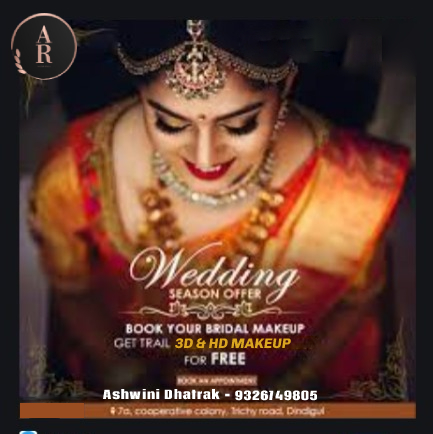 A
R
Wedding
SEASON OFFER
BOOK YOUR BRIDAL MAKEUP
GET TRAIL 3D & HD MAKEUP
FOR FREE
BOOK AN APPOINTMENT
Ashwini Dhatrak - 9326749805
7a, cooperative colony, Trichy road, Dindigul